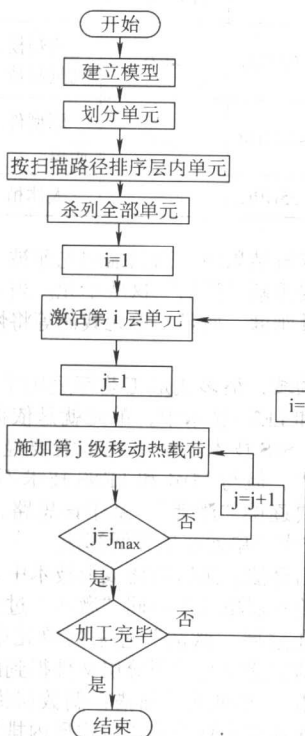 开始
建立模型
划分单元
按扫描路径排序层内单元
杀列全部单元
i=1
激活第 i 层单元
j=1
i=
施加第 j 级移动热载荷
j=j+1
否
j=jmax
是
否
加工完毕
是
结束